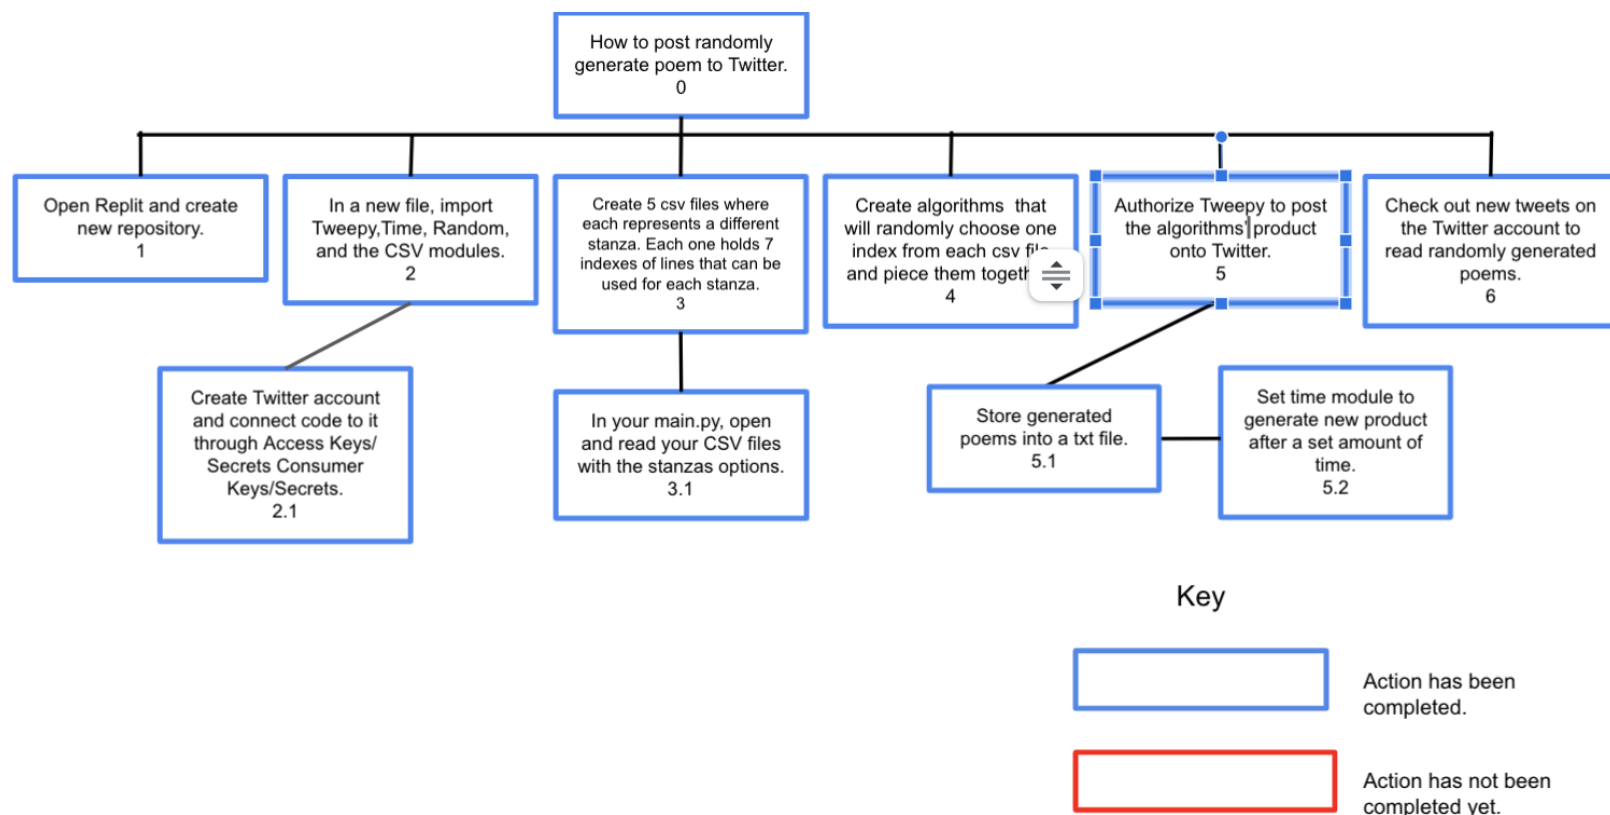 How to post randomly
generate poem to Twitter.
0
Open Replit and create
new repository.
1
In a new file, import
Tweepy,Time, Random,
and the CSV modules.
2
Create 5 csv files where
each represents a different
stanza. Each one holds 7
indexes of lines that can be
used for each stanza.
3
Create algorithms that
will randomly choose one
index from each csv
and piece them
4
Authorize Tweepy to post
the algorithms' product
onto Twitter.
5
Check out new tweets on
the Twitter account to
read randomly generated
poems.
6
Create Twitter account
and connect code to it
through Access Keys/
Secrets Consumer
Keys/Secrets.
2.1
In your main.py, open
and read your CSV files
with the stanzas options.
3.1
Store generated
poems into a txt file.
5.1
Set time module to
generate new product
after a set amount of
time.
5.2
Key
Action has been
completed.
Action has not been
completed yet.